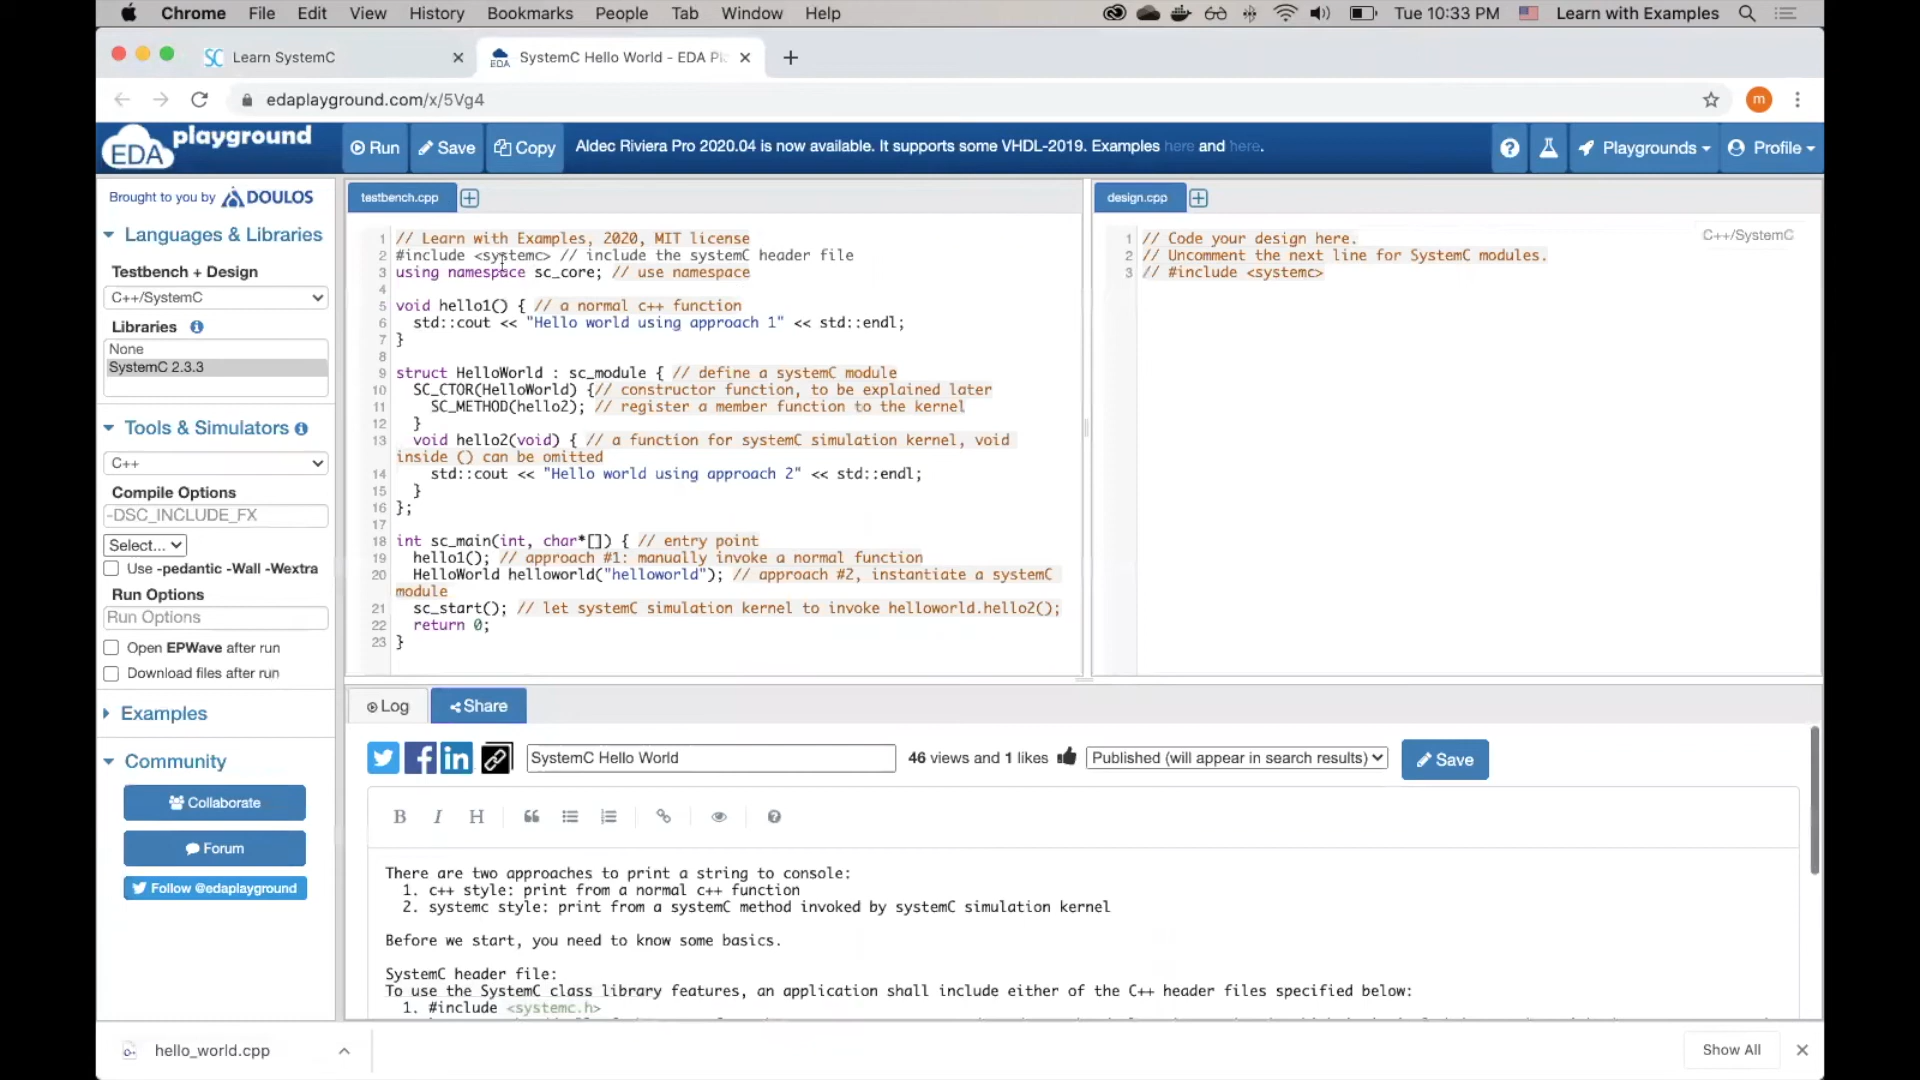 Chrome File Edit View History Bookmarks People Tab Window Help Tue 10:33 PM Learn with Examples
Learn SystemC
SystemC Hello World - EDA Pl
edaplayground.com/x/5Vg4
m
EDA playground
Run
Save
Copy
Aldec Riviera Pro 2020.04 is now available. It supports some VHDL-2019. Examples here and here.
Playgrounds
Profile
Brought to you by DOULOS
Languages & Libraries
Testbench + Design
C++/SystemC
Libraries
None
SystemC 2.3.3
Tools & Simulators
C++
Compile Options
-DSC_INCLUDE_FX
Select...
Use -pedantic -Wall -Wextra
Run Options
Run Options
Open EPWave after run
Download files after run
Examples
Community
Collaborate
Forum
Follow @edaplayground
testbench.cpp
1 // Learn with Examples, 2020, MIT license
2 #include <systemc> // include the systemC header file
3 using namespace sc_core; // use namespace
4
5 void hello1() { // a normal c++ function
6 std::cout << "Hello world using approach 1" << std::endl;
7 }
8
9 struct HelloWorld : sc_module { // define a systemC module
10 SC_CTOR(HelloWorld) {// constructor function, to be explained later
11 SC_METHOD(hello2); // register a member function to the kernel
12 }
13 void hello2(void) { // a function for systemC simulation kernel, void
inside () can be omitted
14 std::cout << "Hello world using approach 2" << std::endl;
15 }
16 };
17
18 int sc_main(int, char*[]) { // entry point
19 hello1(); // approach #1: manually invoke a normal function
20 HelloWorld helloworld("helloworld"); // approach #2, instantiate a systemC
module
21 sc_start(); // let systemC simulation kernel to invoke helloworld.hello2();
22 return 0;
23 }
design.cpp
C++/SystemC
1 // Code your design here.
2 // Uncomment the next line for SystemC modules.
3 // #include <systemc>
Log
Share
SystemC Hello World
46 views and 1 likes
Published (will appear in search results)
Save
B I H
There are two approaches to print a string to console:
1. c++ style: print from a normal c++ function
2. systemc style: print from a systemC method invoked by systemC simulation kernel
Before we start, you need to know some basics.
SystemC header file:
To use the SystemC class library features, an application shall include either of the C++ header files specified below:
1. #include <systemc.h>
hello_world.cpp
Show All